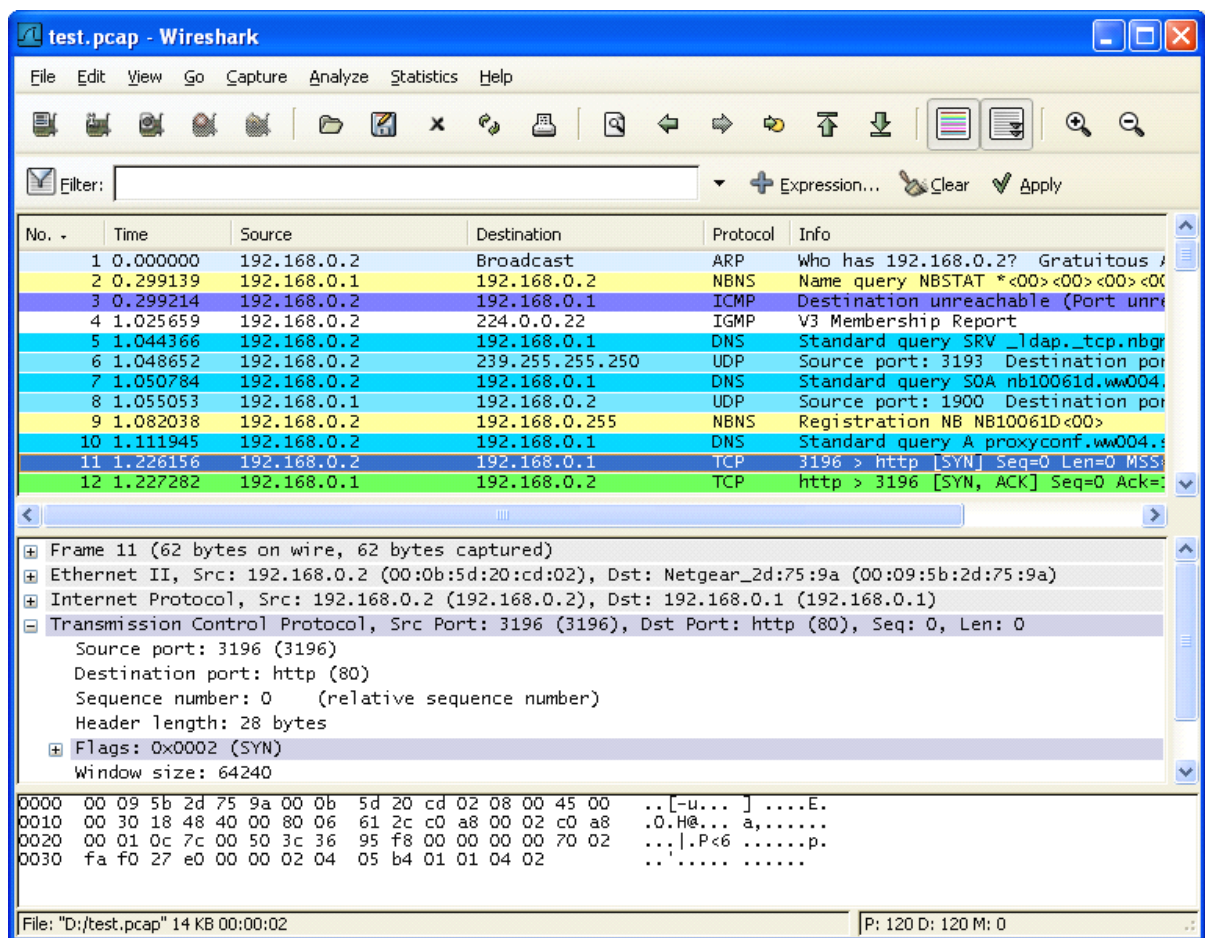 test.pcap - Wireshark
File Edit View Go Capture Analyze Statistics Help
Filter: Expression... Clear Apply
No. Time Source Destination Protocol Info
1 0.000000 192.168.0.2 Broadcast ARP Who has 192.168.0.2? Gratuitous
2 0.299139 192.168.0.1 192.168.0.2 NBNS Name query NBSTAT *<00><00><00><00
3 0.299214 192.168.0.2 192.168.0.1 ICMP Destination unreachable (Port unre
4 1.025659 192.168.0.2 224.0.0.22 IGMP V3 Membership Report
5 1.044366 192.168.0.2 192.168.0.1 DNS Standard query SRV _ldap._tcp.nbgm
6 1.048652 192.168.0.2 239.255.255.250 UDP Source port: 3193 Destination por
7 1.050784 192.168.0.2 192.168.0.1 DNS Standard query SOA nb10061d.ww004.
8 1.055053 192.168.0.1 192.168.0.2 UDP Source port: 1900 Destination por
9 1.082038 192.168.0.2 192.168.0.255 NBNS Registration NB NB10061D<00>
10 1.111945 192.168.0.2 192.168.0.1 DNS Standard query A proxyconf.ww004.s
11 1.226156 192.168.0.2 192.168.0.1 TCP 3196 > http [SYN] Seq=0 Len=0 MSS=
12 1.227282 192.168.0.1 192.168.0.2 TCP http > 3196 [SYN, ACK] Seq=0 Ack=1
Frame 11 (62 bytes on wire, 62 bytes captured)
Ethernet II, Src: 192.168.0.2 (00:0b:5d:20:cd:02), Dst: Netgear_2d:75:9a (00:09:5b:2d:75:9a)
Internet Protocol, Src: 192.168.0.2 (192.168.0.2), Dst: 192.168.0.1 (192.168.0.1)
Transmission Control Protocol, Src Port: 3196 (3196), Dst Port: http (80), Seq: 0, Len: 0
Source port: 3196 (3196)
Destination port: http (80)
Sequence number: 0 (relative sequence number)
Header length: 28 bytes
Flags: 0x0002 (SYN)
Window size: 64240
0000 00 09 5b 2d 75 9a 00 0b 5d 20 cd 02 08 00 45 00 ..[-u... ] ....E.
0010 00 30 18 48 40 00 80 06 61 2c c0 a8 00 02 c0 a8 .0.H@... a,......
0020 00 01 0c 7c 00 50 3c 36 95 f8 00 00 00 00 70 02 ...|.P<6 ......p.
0030 fa f0 27 e0 00 00 02 04 05 b4 01 01 04 02 ..'..... ......
File: "D:/test.pcap" 14 KB 00:00:02 P: 120 D: 120 M: 0